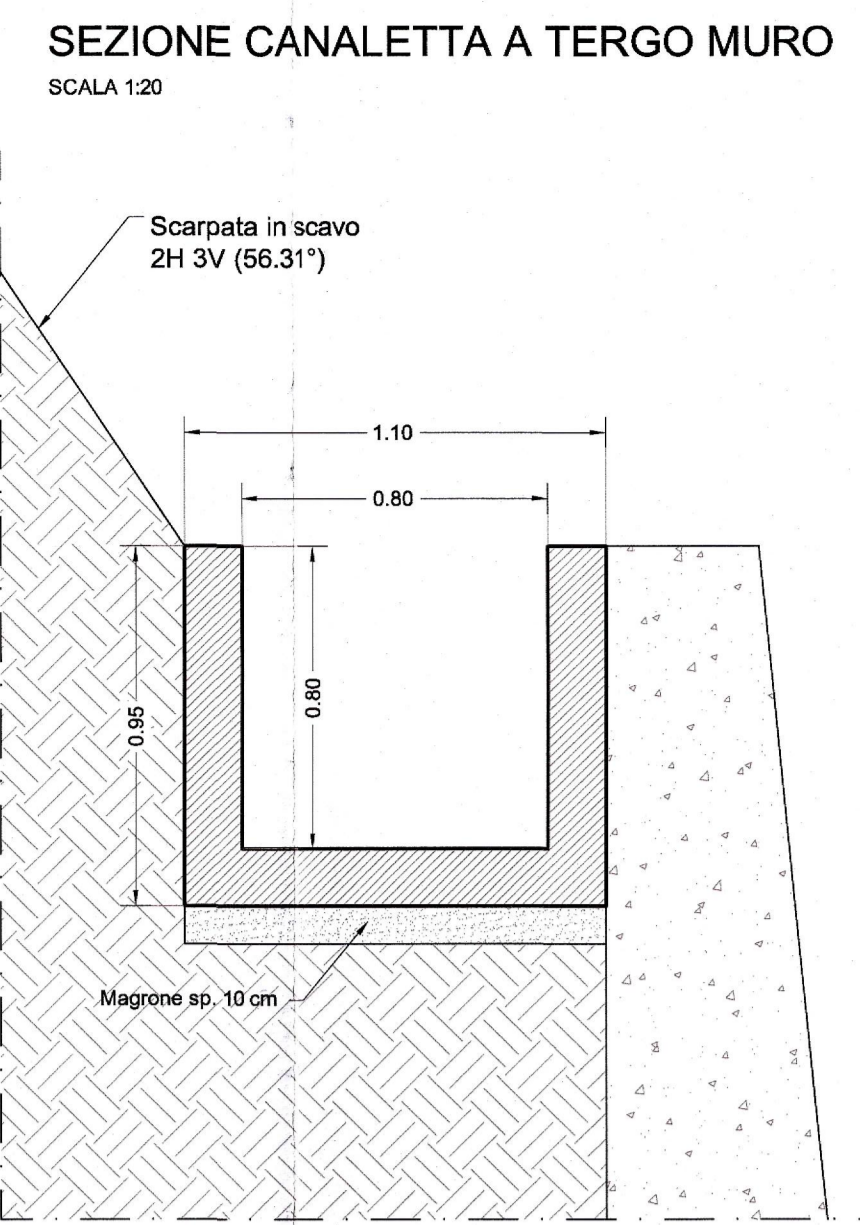 SEZIONE CANALETTA A TERGO MURO
SCALA 1:20
Scarpata in scavo
2H 3V (56.31°)
1.10
0.80
0.80
0.95
Magrone sp. 10 cm